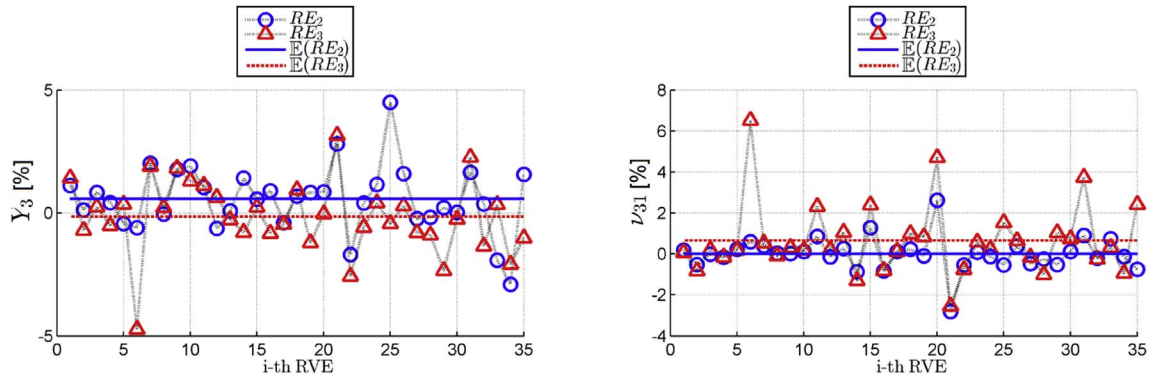 RE₂
RE₃
𝔼(RE₂)
𝔼(RE₃)
Y₃ [%]
5
0
-5
0 5 10 15 20 25 30 35
i-th RVE
RE₂
RE₃
𝔼(RE₂)
𝔼(RE₃)
ν₃₁ [%]
8
6
4
2
0
-2
-4
0 5 10 15 20 25 30 35
i-th RVE